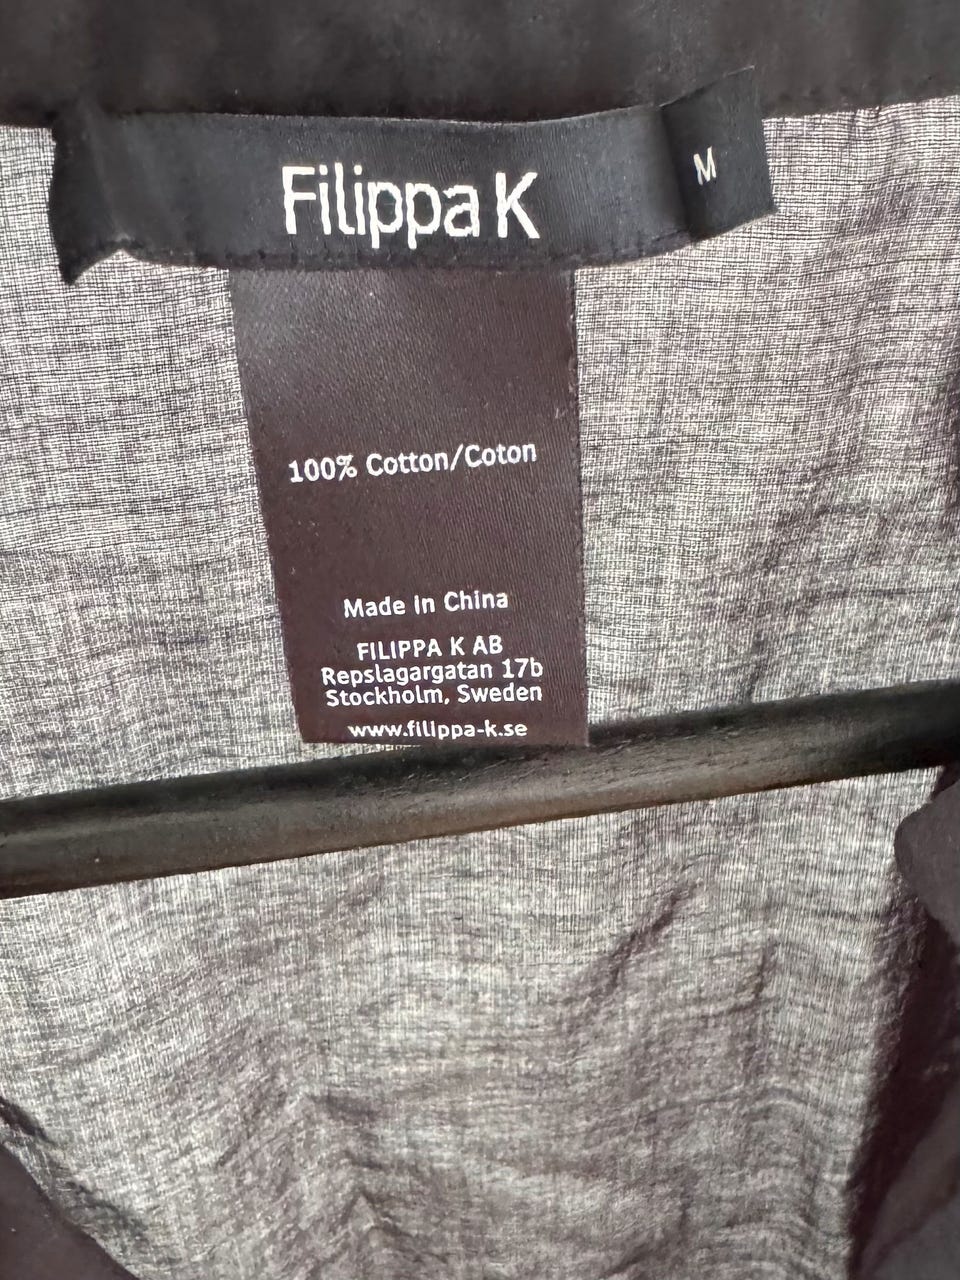 Filippa K
M
100% Cotton/Coton
Made in China
FILIPPA K AB
Repslagargatan 17b
Stockholm, Sweden
www.filippa-k.se